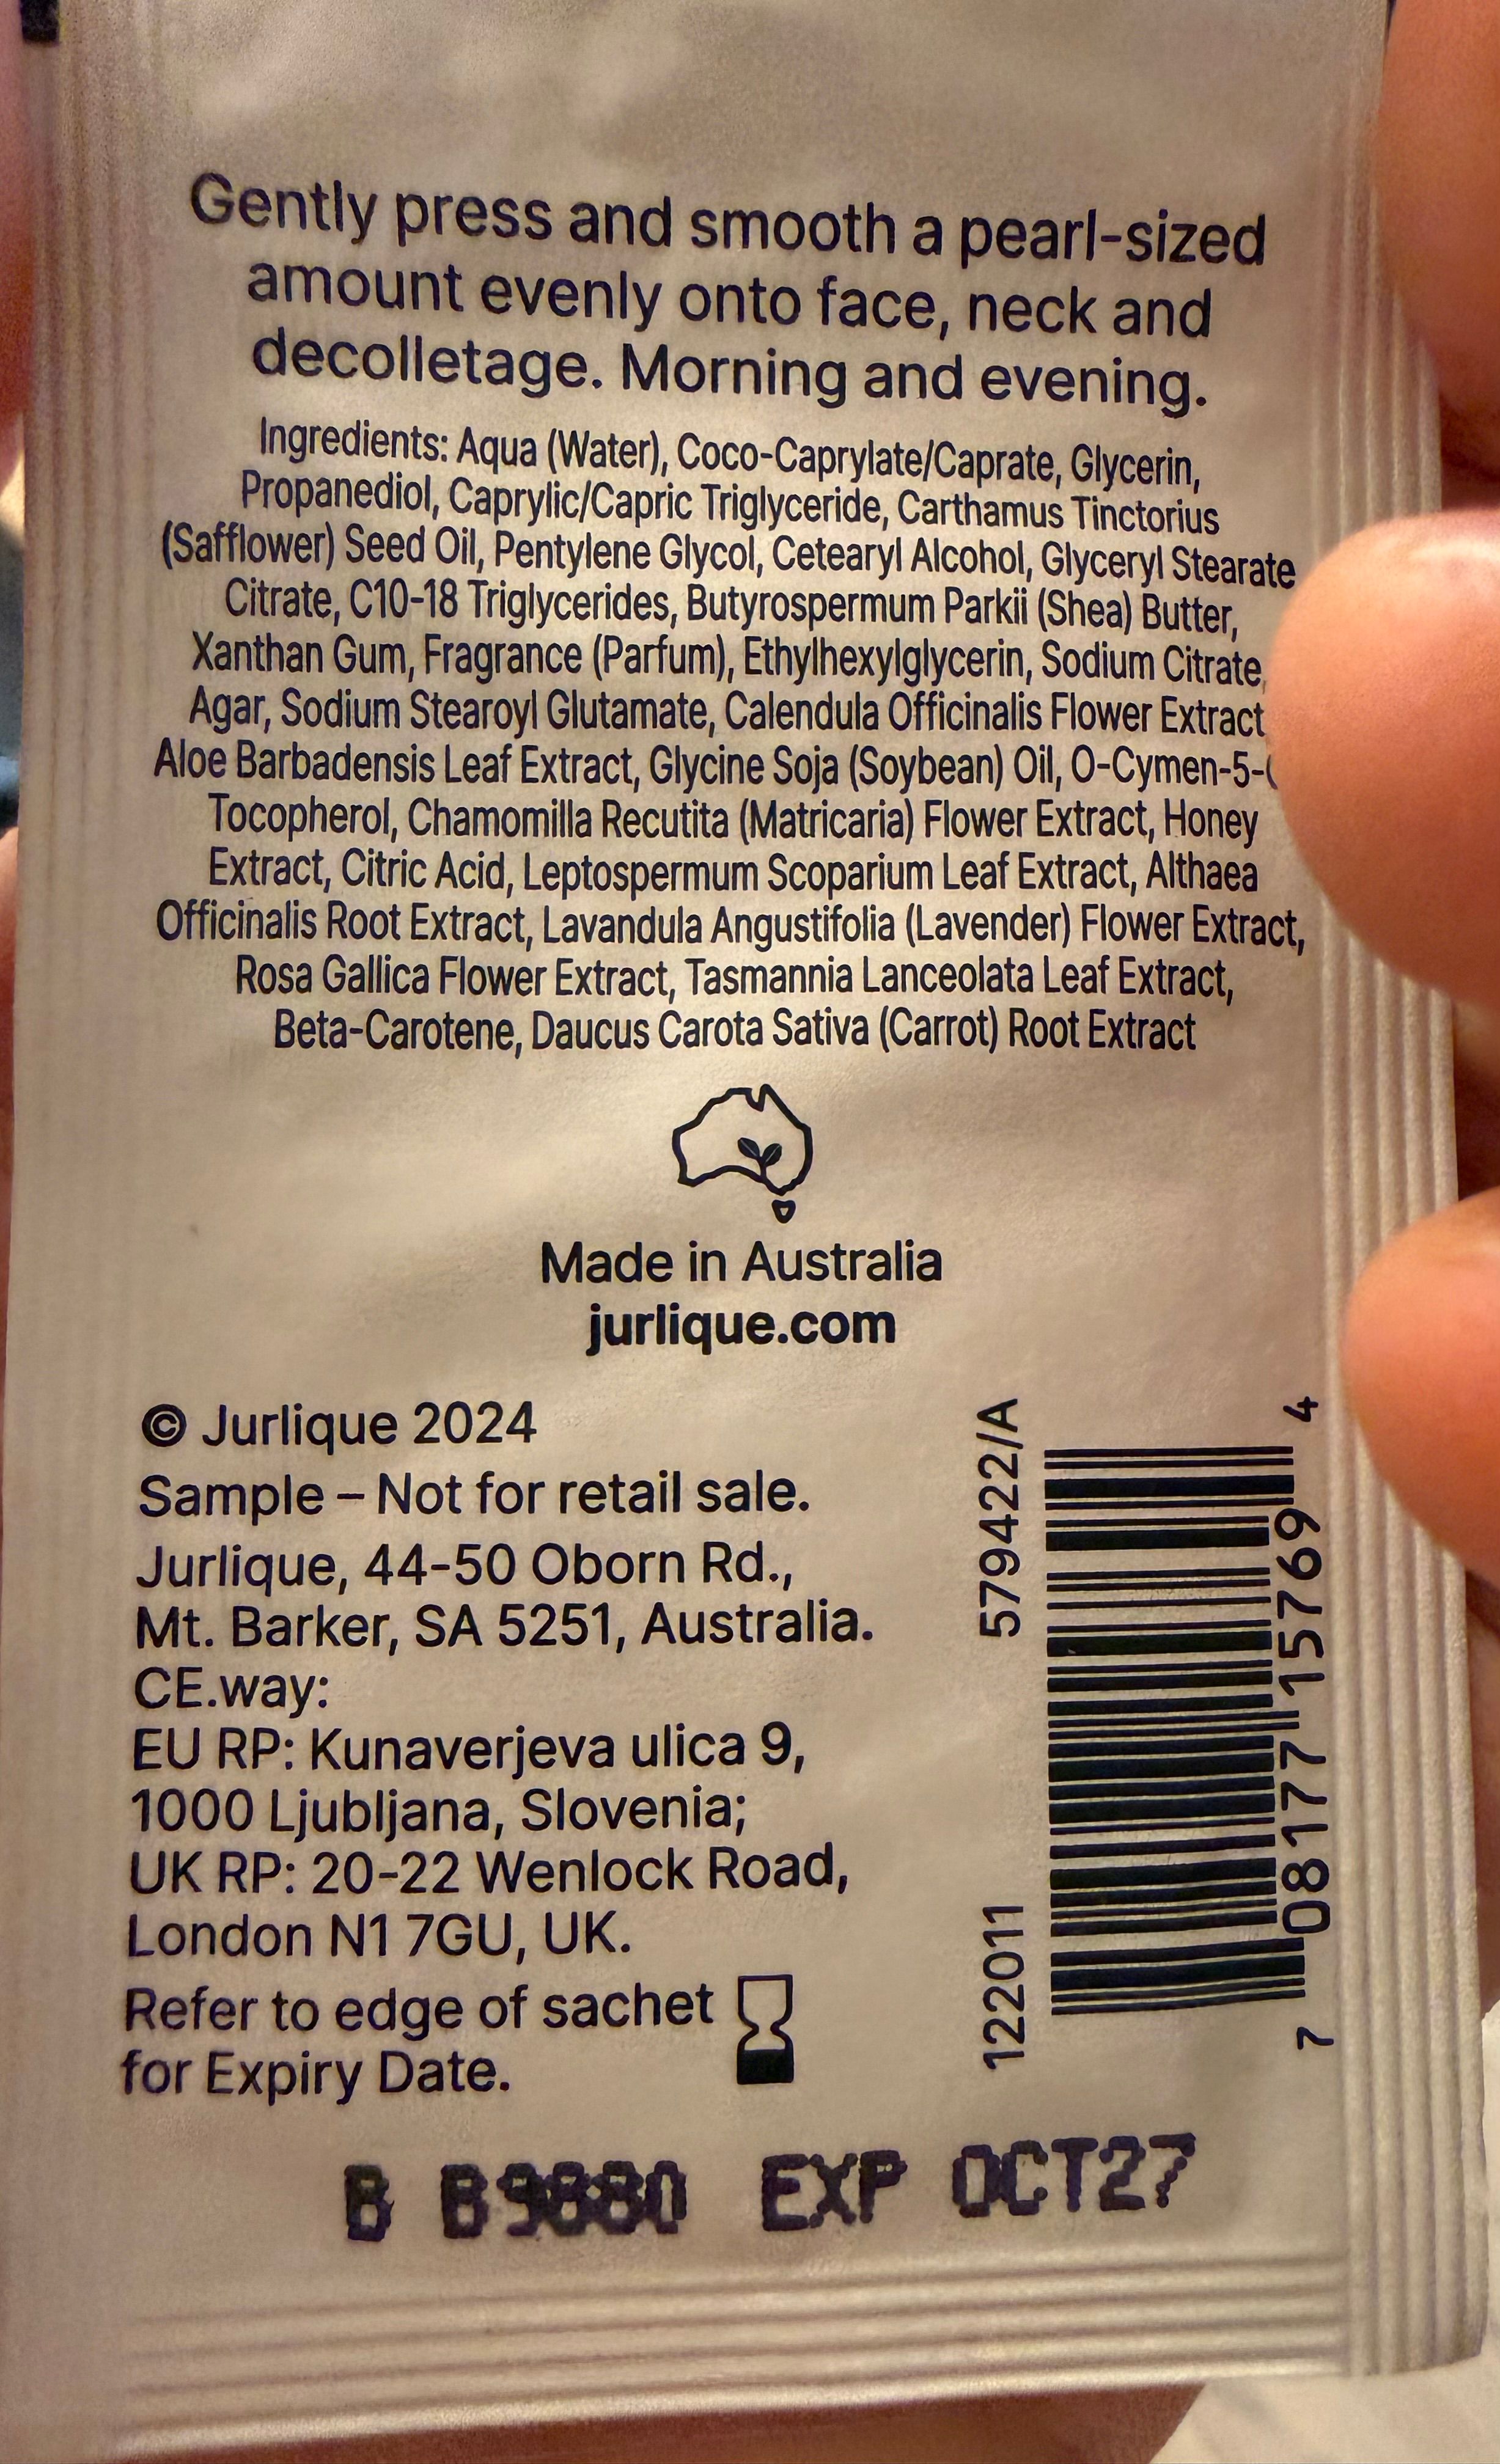 Gently press and smooth a pearl-sized
amount evenly onto face, neck and
decolletage. Morning and evening.
Ingredients: Aqua (Water), Coco-Caprylate/Caprate, Glycerin,
Propanediol, Caprylic/Capric Triglyceride, Carthamus Tinctorius
(Safflower) Seed Oil, Pentylene Glycol, Cetearyl Alcohol, Glyceryl Stearate
Citrate, C10-18 Triglycerides, Butyrospermum Parkii (Shea) Butter,
Xanthan Gum, Fragrance (Parfum), Ethylhexylglycerin, Sodium Citrate,
Agar, Sodium Stearoyl Glutamate, Calendula Officinalis Flower Extract
Aloe Barbadensis Leaf Extract, Glycine Soja (Soybean) Oil,
Tocopherol, Chamomilla Recutita (Matricaria) Flower Extract, Honey
Extract, Citric Acid, Leptospermum Scoparium Leaf Extract, Althaea
Officinalis Root Extract, Lavandula Angustifolia (Lavender) Flower Extract,
Rosa Gallica Flower Extract, Tasmannia Lanceolata Leaf Extract,
Beta-Carotene, Daucus Carota Sativa (Carrot) Root Extract
Made in Australia
jurlique.com
© Jurlique 2024
Sample – Not for retail sale.
Jurlique, 44-50 Oborn Rd.,
Mt. Barker, SA 5251, Australia.
CE.way:
EU RP: Kunaverjeva ulica 9,
1000 Ljubljana, Slovenia;
UK RP: 20-22 Wenlock Road,
London N1 7GU, UK.
Refer to edge of sachet
for Expiry Date.
122011 57942​2/A
7 08177 15769 4
B B9880 EXP OCT27